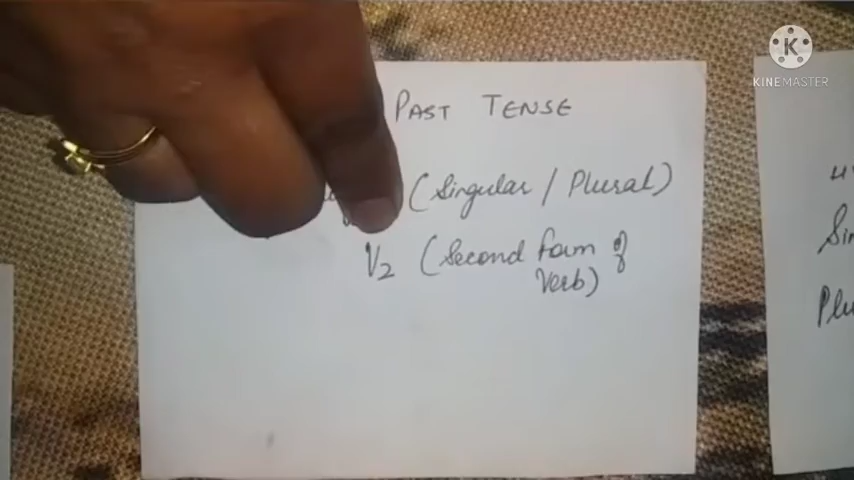 K
KINEMASTER
PAST TENSE
(Singular / Plural)
V2 (Second form of
Verb)